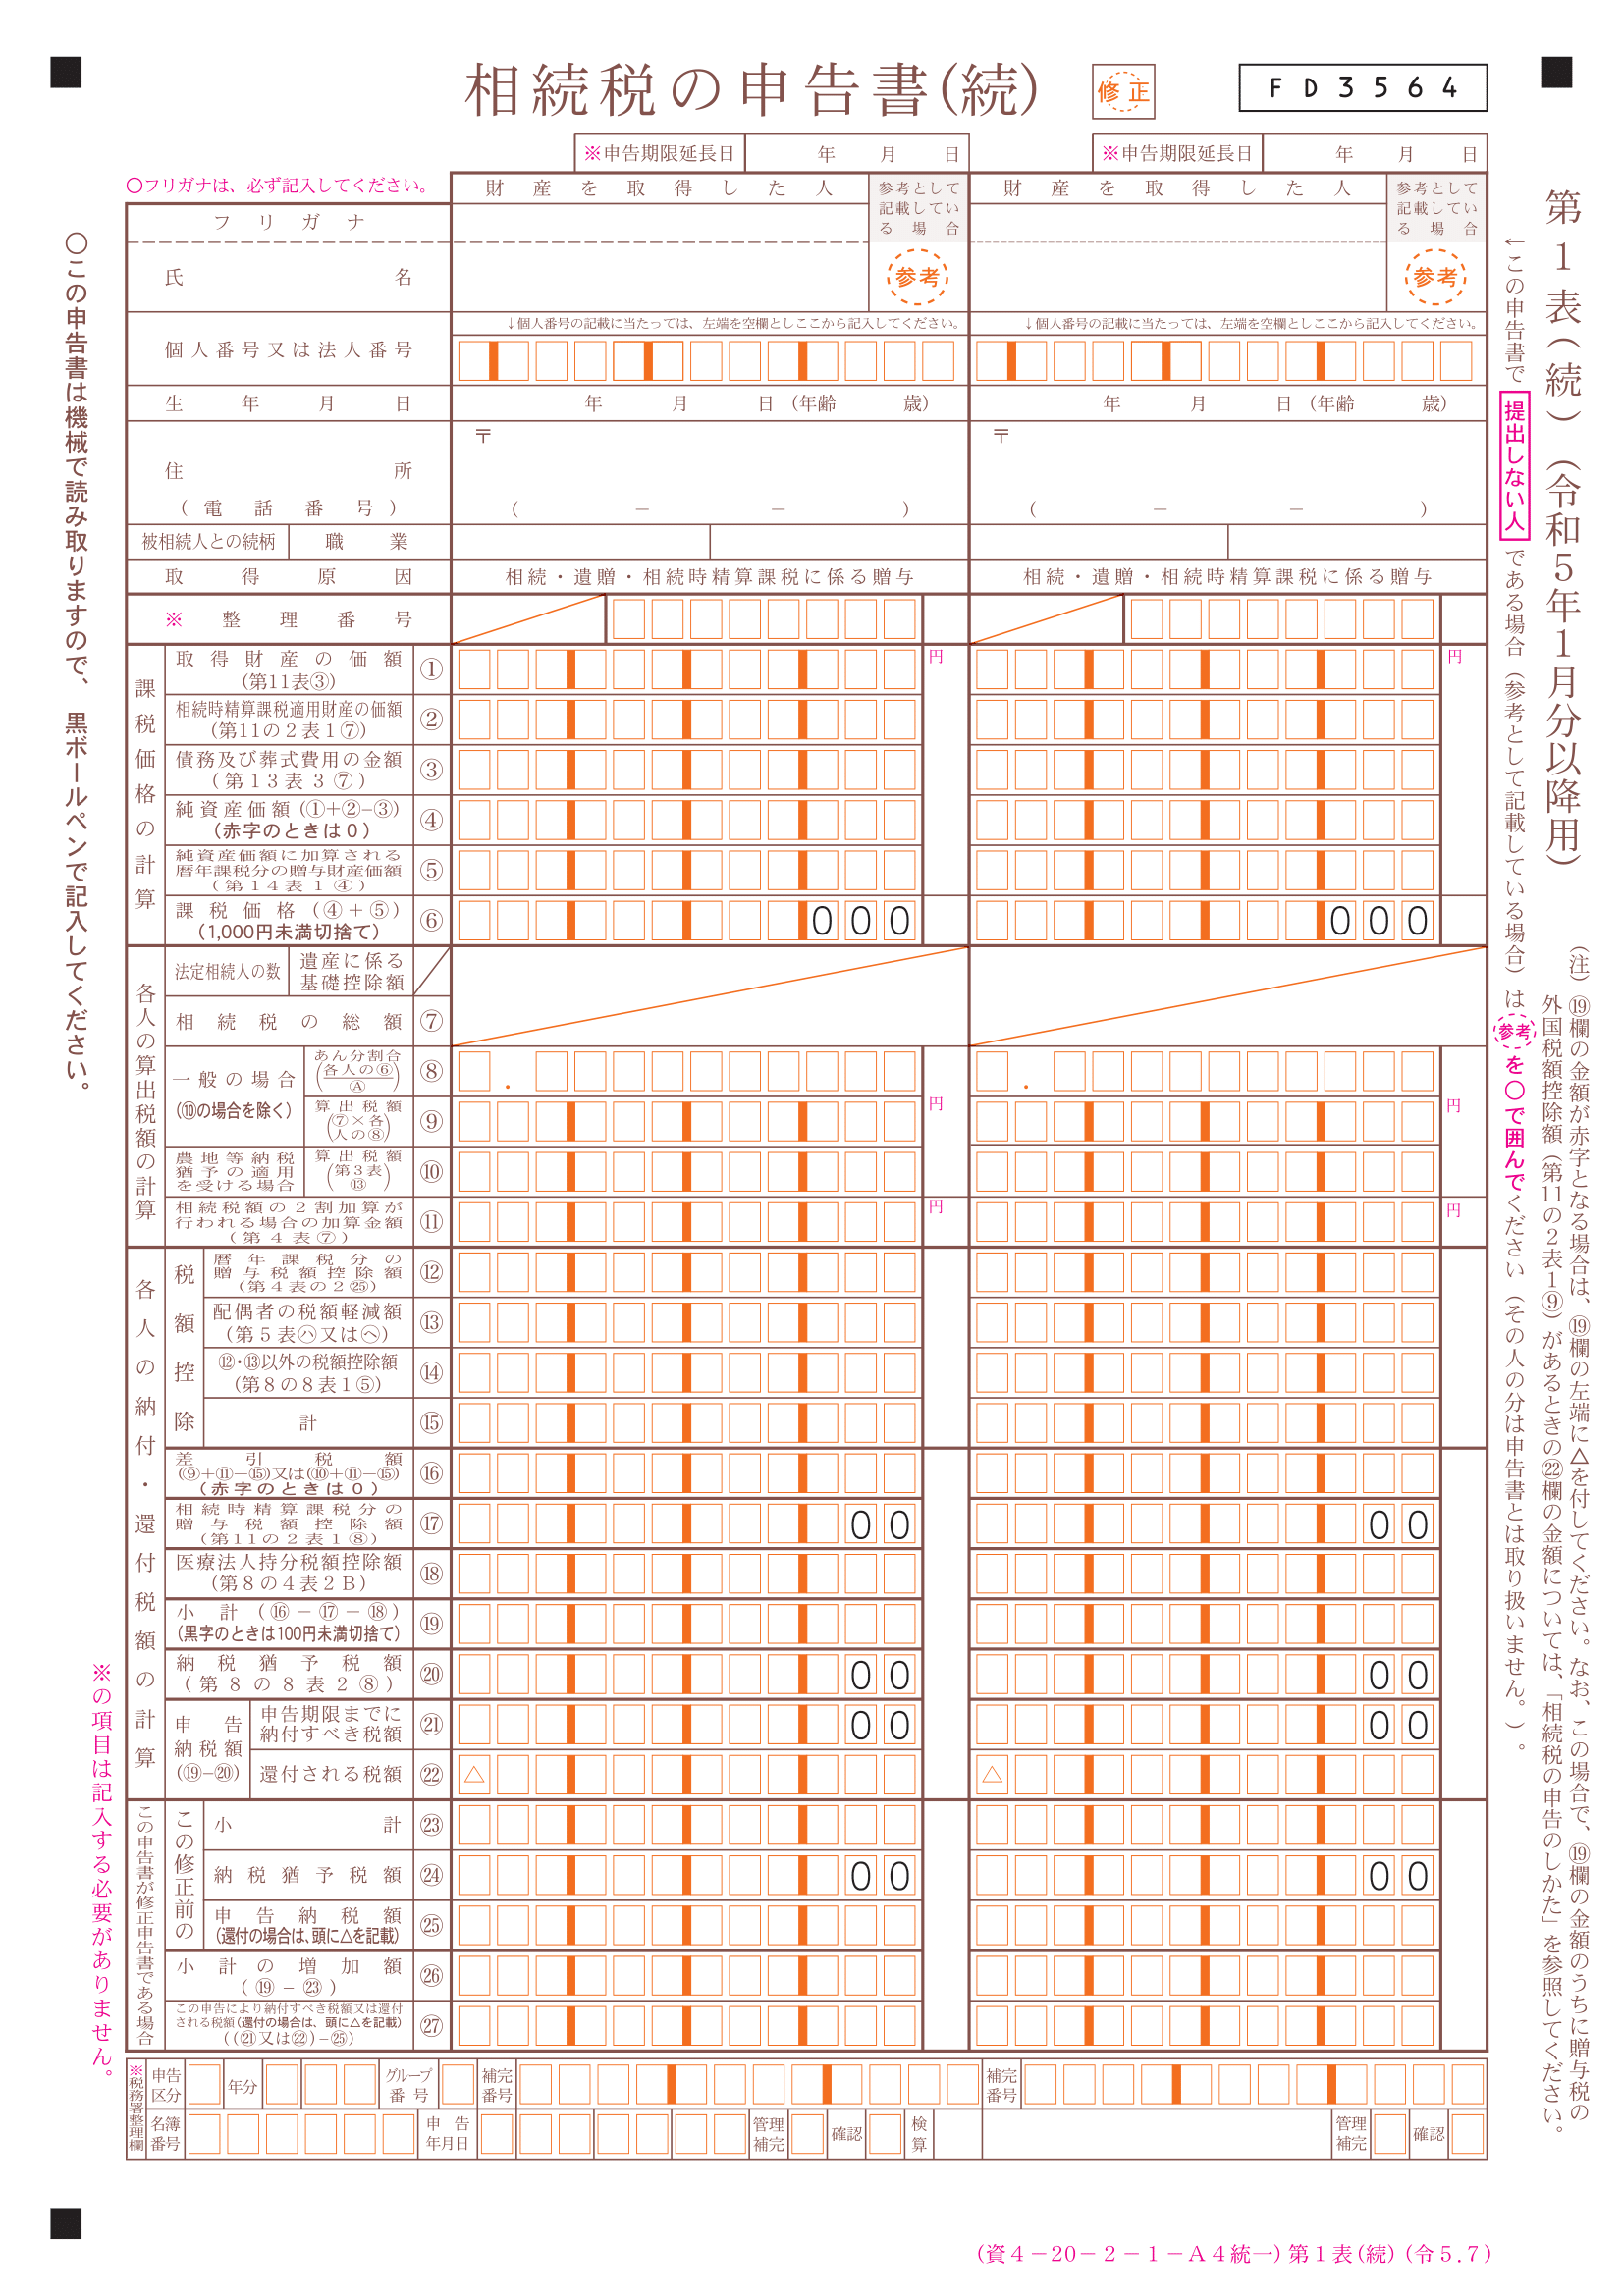 相続税の申告書(続)
修正
FD3564
※申告期限延長日 年 月 日
※申告期限延長日 年 月 日
○フリガナは、必ず記入してください。
財産を取得した人
参考として記載している場合
財産を取得した人
参考として記載している場合
フリガナ
氏名
参考
参考
↓個人番号の記載に当たっては、左端を空欄としここから記入してください。
↓個人番号の記載に当たっては、左端を空欄としここから記入してください。
個人番号又は法人番号
生年月日
年 月 日(年齢 歳)
年 月 日(年齢 歳)
〒
〒
住所
(電話番号)
( − − )
( − − )
被相続人との続柄 職業
取得原因
相続・遺贈・相続時精算課税に係る贈与
相続・遺贈・相続時精算課税に係る贈与
※整理番号
課税価格の計算
取得財産の価額
(第11表③)
①
円
円
相続時精算課税適用財産の価額
(第11の2表1⑦)
②
債務及び葬式費用の金額
(第13表3⑦)
③
純資産価額(①+②−③)
(赤字のときは0)
④
純資産価額に加算される
暦年課税分の贈与財産価額
(第14表1④)
⑤
課税価格(④+⑤)
(1,000円未満切捨て)
⑥
000
000
各人の算出税額の計算
法定相続人の数
遺産に係る
基礎控除額
相続税の総額
⑦
一般の場合
(⑩の場合を除く)
あん分割合
(各人の⑥/Ⓐ)
⑧
.
.
算出税額
(⑦×各
人の⑧)
⑨
円
円
農地等納税
猶予の適用
を受ける場合
算出税額
(第3表
⑬)
⑩
相続税額の2割加算が
行われる場合の加算金額
(第4表⑦)
⑪
円
円
各人の納付・還付税額の計算
税額控除
暦年課税分の
贈与税額控除額
(第4表の2㉕)
⑫
配偶者の税額軽減額
(第5表㋩又は㋬)
⑬
⑫・⑬以外の税額控除額
(第8の8表1⑤)
⑭
計
⑮
差引税額
(⑨+⑪−⑮)又は(⑩+⑪−⑮)
(赤字のときは0)
⑯
相続時精算課税分の
贈与税額控除額
(第11の2表1⑧)
⑰
00
00
医療法人持分税額控除額
(第8の4表2B)
⑱
小計(⑯−⑰−⑱)
(黒字のときは100円未満切捨て)
⑲
納税猶予税額
(第8の8表2⑧)
⑳
00
00
申告
納税額
(⑲−⑳)
申告期限までに
納付すべき税額
㉑
00
00
還付される税額
㉒
△
△
この申告書が修正申告書である場合
この修正前の
小計
㉓
納税猶予税額
㉔
00
00
申告納税額
(還付の場合は、頭に△を記載)
㉕
小計の増加額
(⑲−㉓)
㉖
この申告により納付すべき税額又は還付
される税額(還付の場合は、頭に△を記載)
((㉑又は㉒)−㉕)
㉗
※税務署整理欄
申告
区分
年分
グループ
番号
補完
番号
補完
番号
名簿
番号
申告
年月日
管理
補完
確認
検算
管理
補完
確認
○この申告書は機械で読み取りますので、黒ボールペンで記入してください。
※の項目は記入する必要がありません。
第1表(続)(令和5年1月分以降用)
←この申告書で提出しない人である場合(参考として記載している場合)は参考を○で囲んでください(その人の分は申告書とは取り扱いません。)。
(注)⑲欄の金額が赤字となる場合は、⑲欄の左端に△を付してください。なお、この場合で、⑲欄の金額のうちに贈与税の
外国税額控除額(第11の2表1⑨)があるときの㉒欄の金額については、「相続税の申告のしかた」を参照してください。
(資4−20−2−1−A4統一)第1表(続)(令5.7)